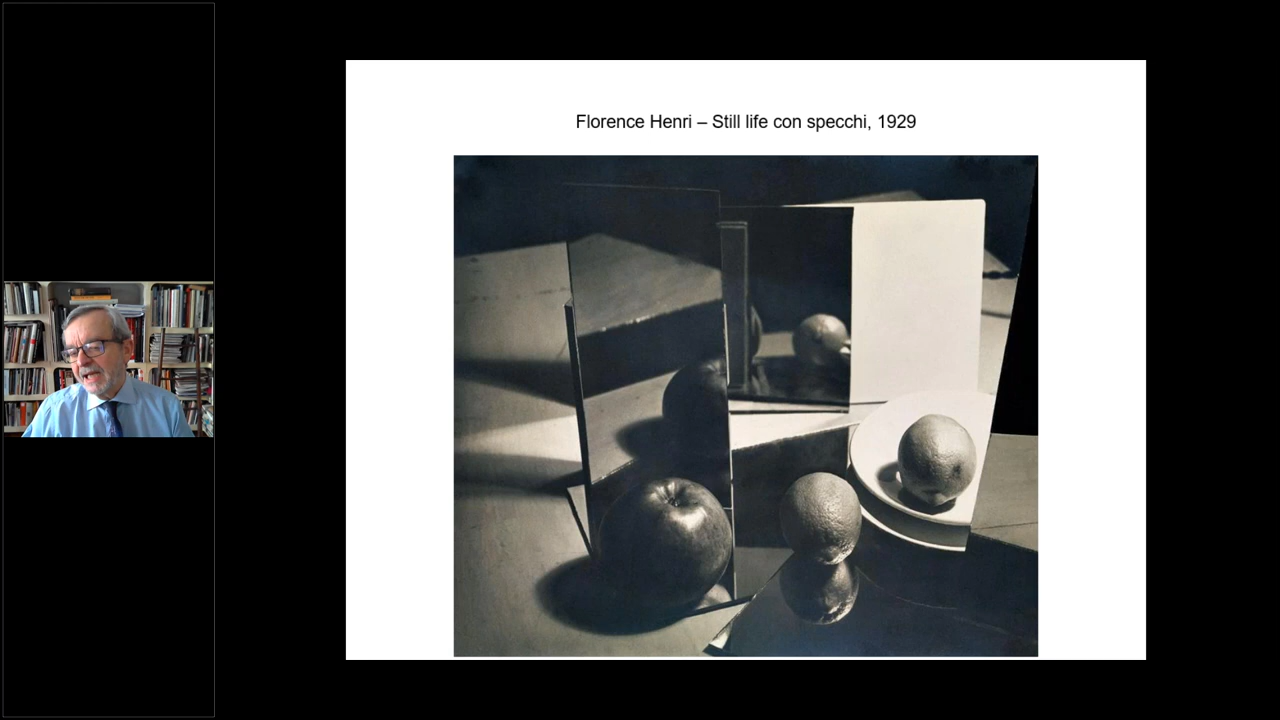 Florence Henri – Still life con specchi, 1929